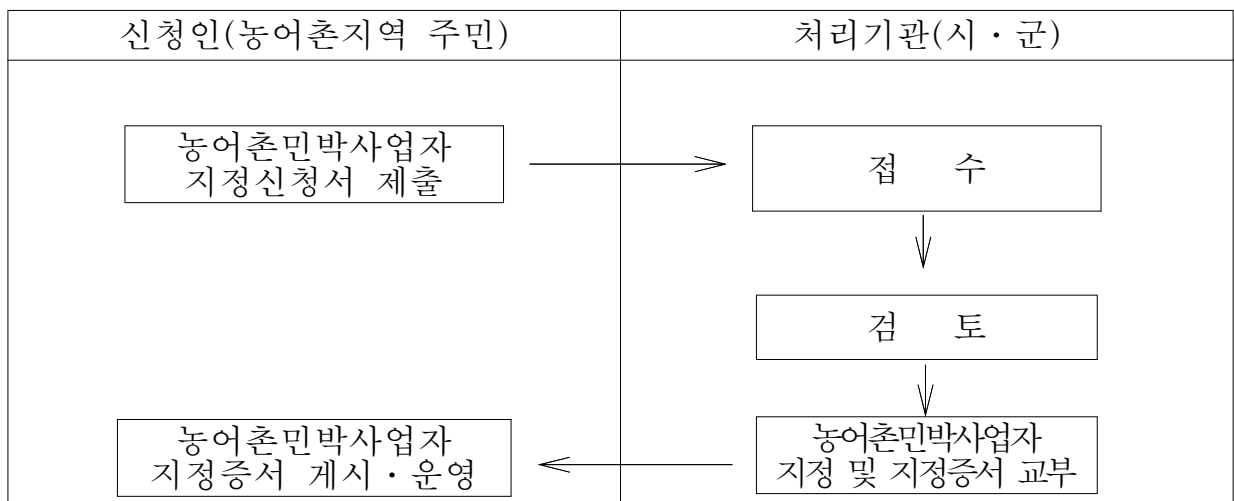 신청인(농어촌지역 주민)
처리기관(시・군)
농어촌민박사업자
지정신청서 제출
접 수
검 토
농어촌민박사업자
지정 및 지정증서 교부
농어촌민박사업자
지정증서 게시・운영